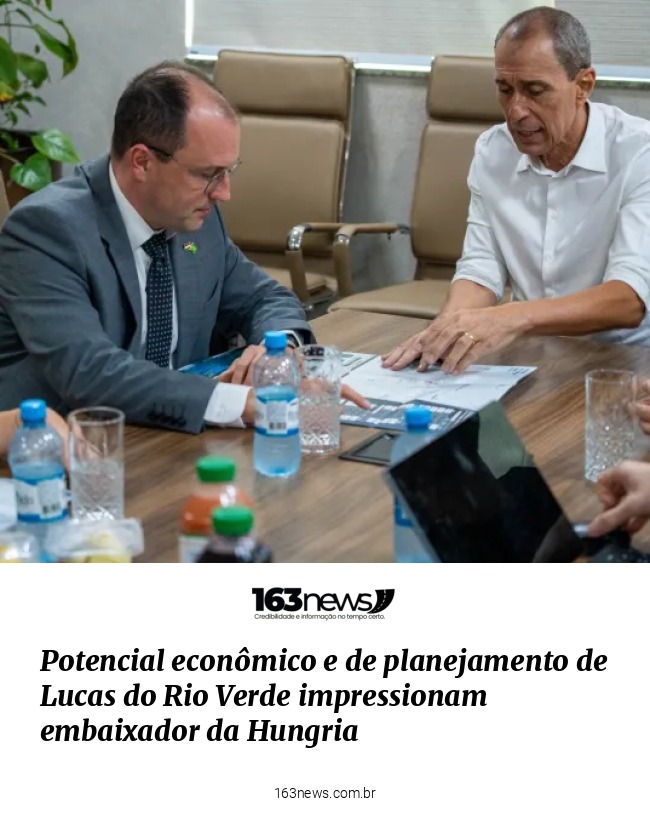 163news
Credibilidade e informação no tempo certo.
Potencial econômico e de planejamento de
Lucas do Rio Verde impressionam
embaixador da Hungria
163news.com.br